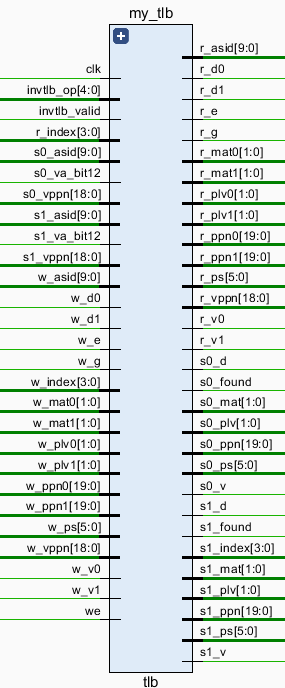 my_tlb
clk
invtlb_op[4:0]
invtlb_valid
r_index[3:0]
s0_asid[9:0]
s0_va_bit12
s0_vppn[18:0]
s1_asid[9:0]
s1_va_bit12
s1_vppn[18:0]
w_asid[9:0]
w_d0
w_d1
w_e
w_g
w_index[3:0]
w_mat0[1:0]
w_mat1[1:0]
w_plv0[1:0]
w_plv1[1:0]
w_ppn0[19:0]
w_ppn1[19:0]
w_ps[5:0]
w_vppn[18:0]
w_v0
w_v1
we
r_asid[9:0]
r_d0
r_d1
r_e
r_g
r_mat0[1:0]
r_mat1[1:0]
r_plv0[1:0]
r_plv1[1:0]
r_ppn0[19:0]
r_ppn1[19:0]
r_ps[5:0]
r_vppn[18:0]
r_v0
r_v1
s0_d
s0_found
s0_mat[1:0]
s0_plv[1:0]
s0_ppn[19:0]
s0_ps[5:0]
s0_v
s1_d
s1_found
s1_index[3:0]
s1_mat[1:0]
s1_plv[1:0]
s1_ppn[19:0]
s1_ps[5:0]
s1_v
tlb